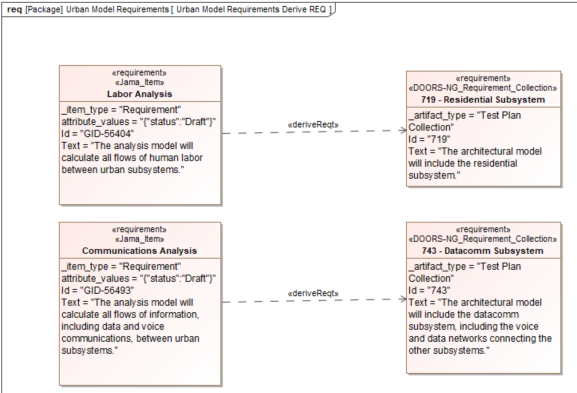 req [Package] Urban Model Requirements [ Urban Model Requirements Derive REQ ]
«requirement»
«Jama_Item»
Labor Analysis
_item_type = "Requirement"
attribute_values = "{"status":"Draft"}"
Id = "GID-56404"
Text = "The analysis model will
calculate all flows of human labor
between urban subsystems."
«deriveReqt»
«requirement»
«DOORS-NG_Requirement_Collection»
719 - Residential Subsystem
_artifact_type = "Test Plan
Collection"
Id = "719"
Text = "The architectural model
will include the residential
subsystem."
«requirement»
«Jama_Item»
Communications Analysis
_item_type = "Requirement"
attribute_values = "{"status":"Draft"}"
Id = "GID-56493"
Text = "The analysis model will
calculate all flows of information,
including data and voice
communications, between urban
subsystems."
«deriveReqt»
«requirement»
«DOORS-NG_Requirement_Collection»
743 - Datacomm Subsystem
_artifact_type = "Test Plan
Collection"
Id = "743"
Text = "The architectural model
will include the datacomm
subsystem, including the voice
and data networks connecting the
other subsystems."